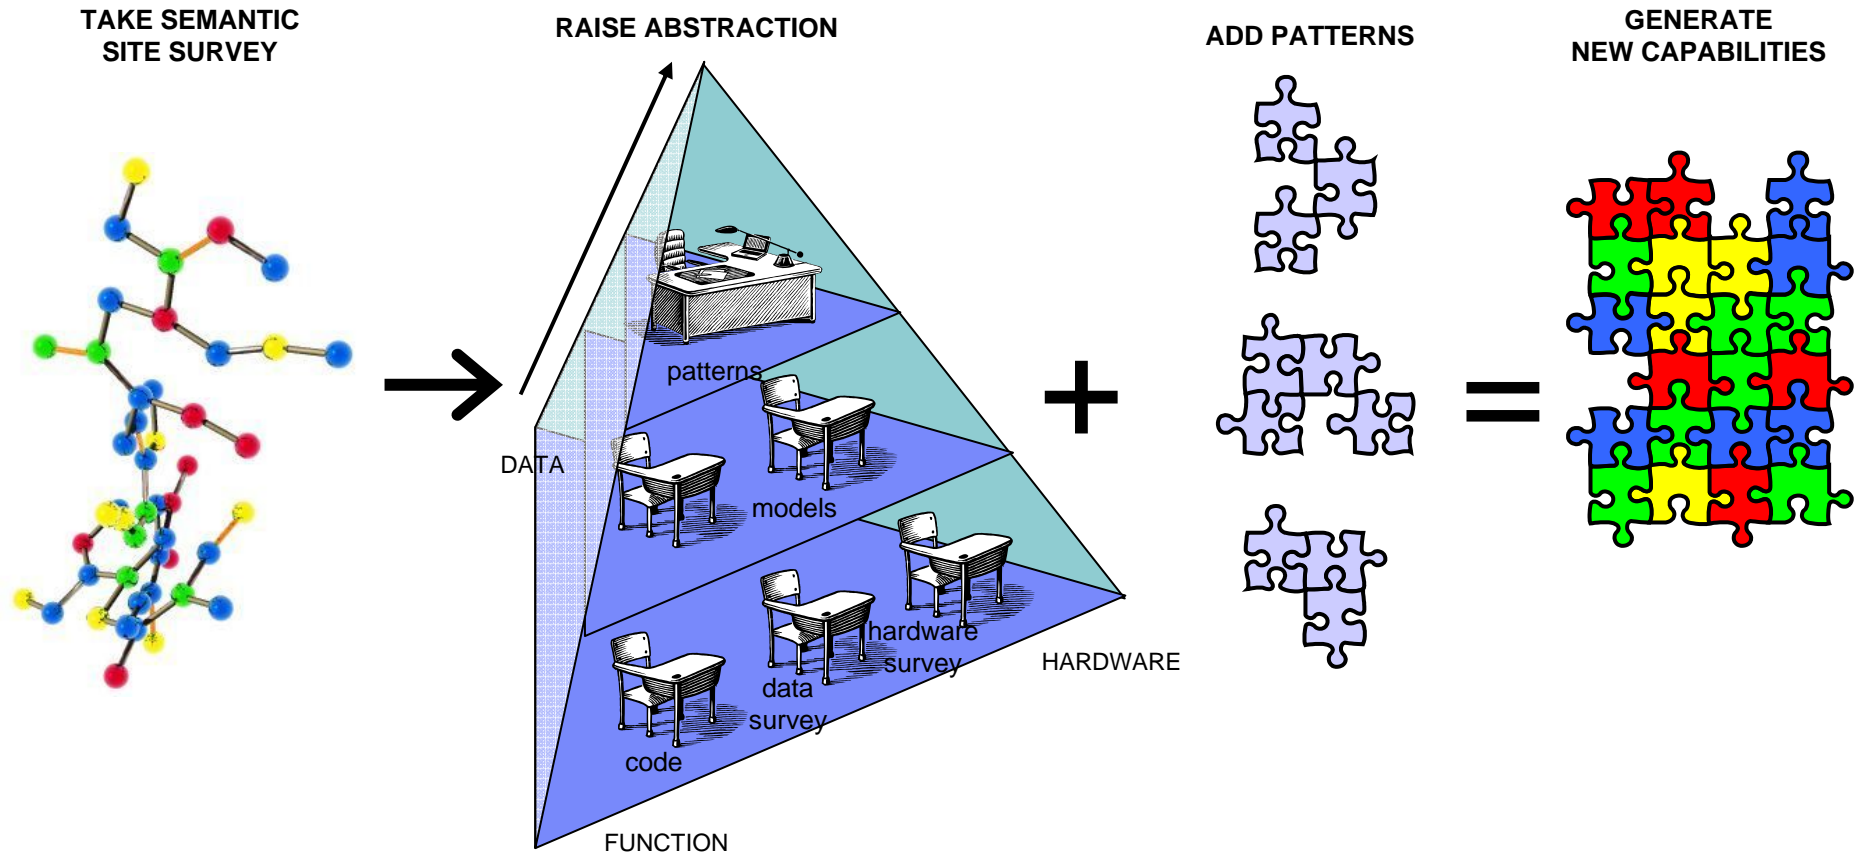 TAKE SEMANTIC
SITE SURVEY
RAISE ABSTRACTION
ADD PATTERNS
GENERATE
NEW CAPABILITIES
patterns
DATA
models
hardware
survey
HARDWARE
data
survey
code
FUNCTION